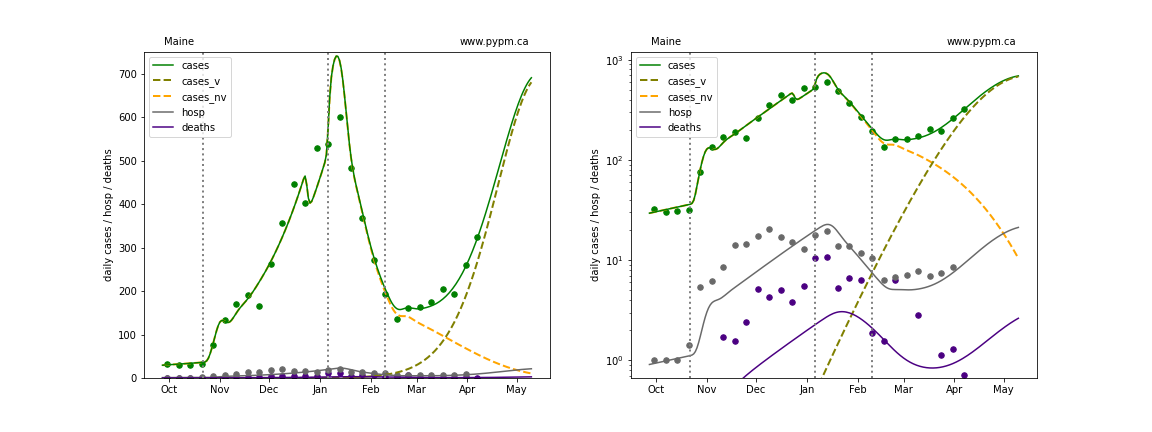 Maine www.pypm.ca
cases
cases_v
cases_nv
hosp
deaths
daily cases / hosp / deaths
700
600
500
400
300
200
100
0
Oct Nov Dec Jan Feb Mar Apr May
Maine www.pypm.ca
cases
cases_v
cases_nv
hosp
deaths
daily cases / hosp / deaths
10³
10²
10¹
10⁰
Oct Nov Dec Jan Feb Mar Apr May